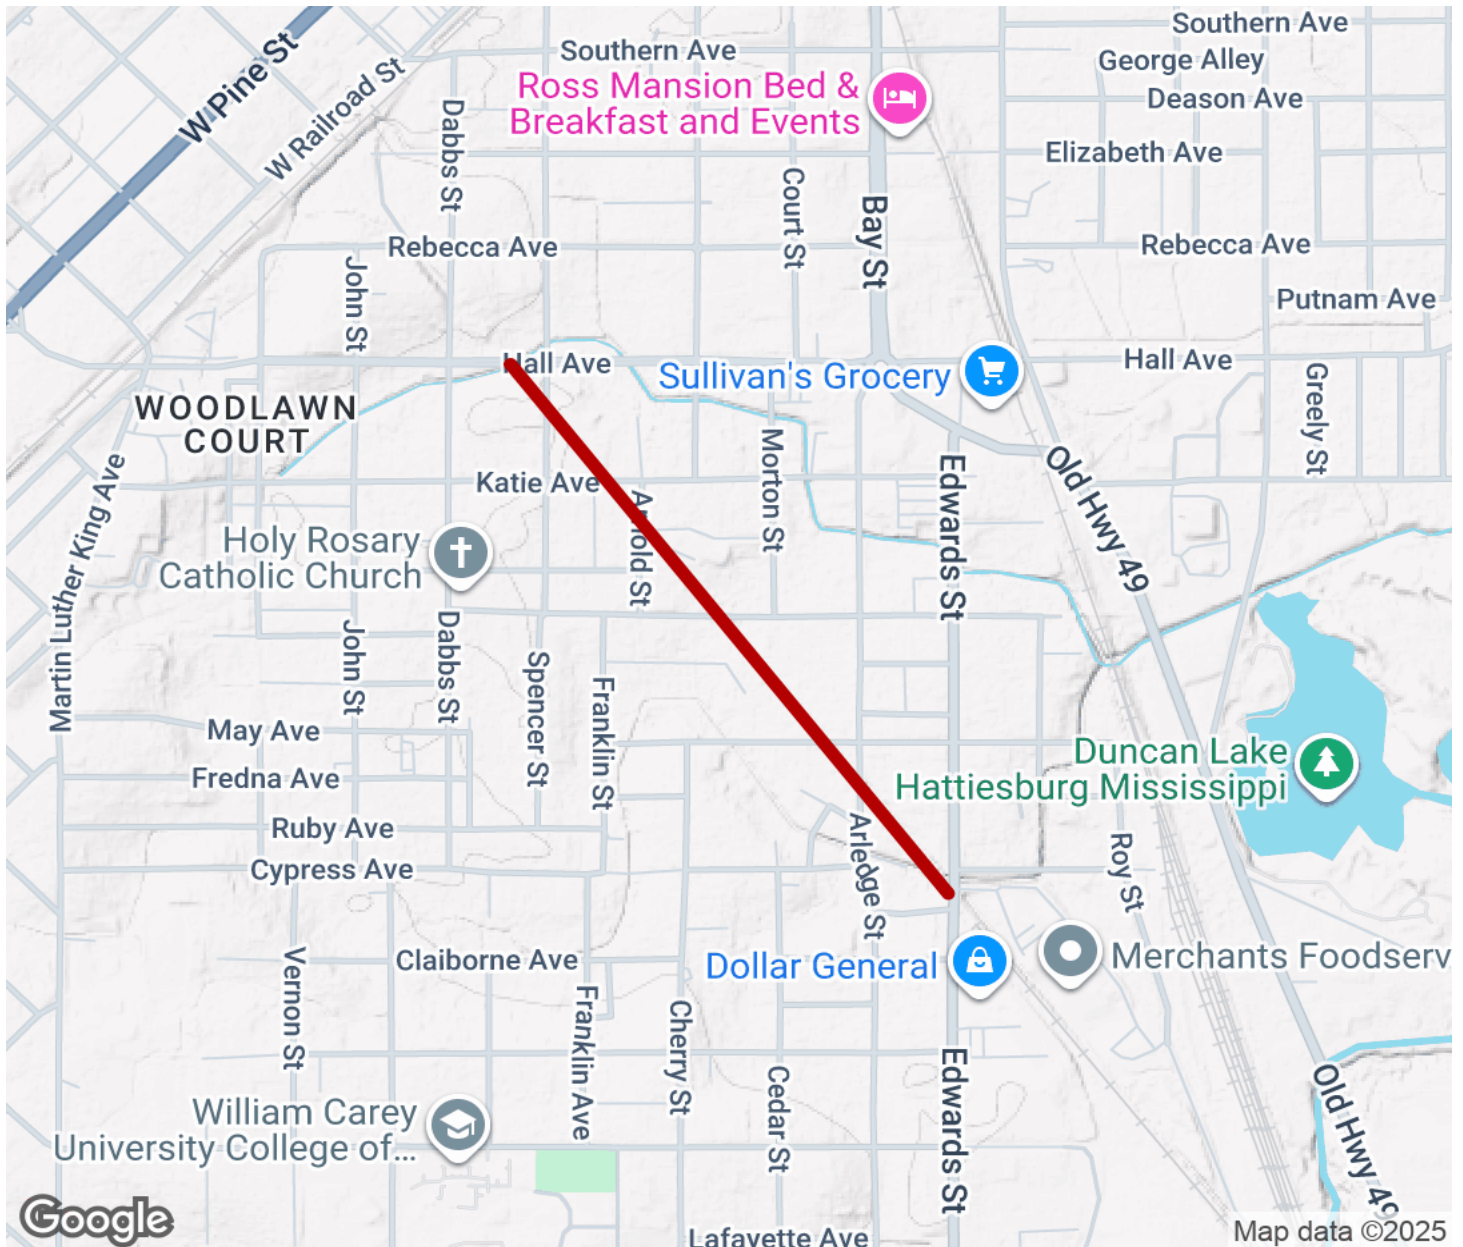 Southern Ave
Southern Ave
George Alley
W Pine St
W Railroad St
Ross Mansion Bed &
Breakfast and Events
Deason Ave
Dabbs St
Elizabeth Ave
Court St
Bay St
Rebecca Ave
Rebecca Ave
John St
Putnam Ave
Hall Ave
Hall Ave
Sullivan's Grocery
Greely St
WOODLAWN
COURT
Morton St
Katie Ave
Old Hwy 49
Edwards St
Martin Luther King Ave
Arnold St
Holy Rosary
Catholic Church
John St
Dabbs St
Spencer St
Franklin St
May Ave
Duncan Lake
Hattiesburg Mississippi
Fredna Ave
Ruby Ave
Arledge St
Roy St
Cypress Ave
Vernon St
Claiborne Ave
Dollar General
Merchants Foodserv
Franklin Ave
Cherry St
Cedar St
Edwards St
Old Hwy 49
William Carey
University College of...
Lafayette Ave
Google
Map data ©2025